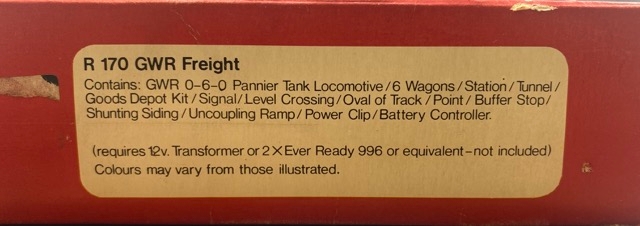 R 170 GWR Freight
Contains: GWR 0-6-0 Pannier Tank Locomotive/6 Wagons/Station/Tunnel/
Goods Depot Kit/Signal/Level Crossing/Oval of Track/Point/Buffer Stop/
Shunting Siding/Uncoupling Ramp/Power Clip/Battery Controller.
(requires 12v. Transformer or 2×Ever Ready 996 or equivalent-not included)
Colours may vary from those illustrated.